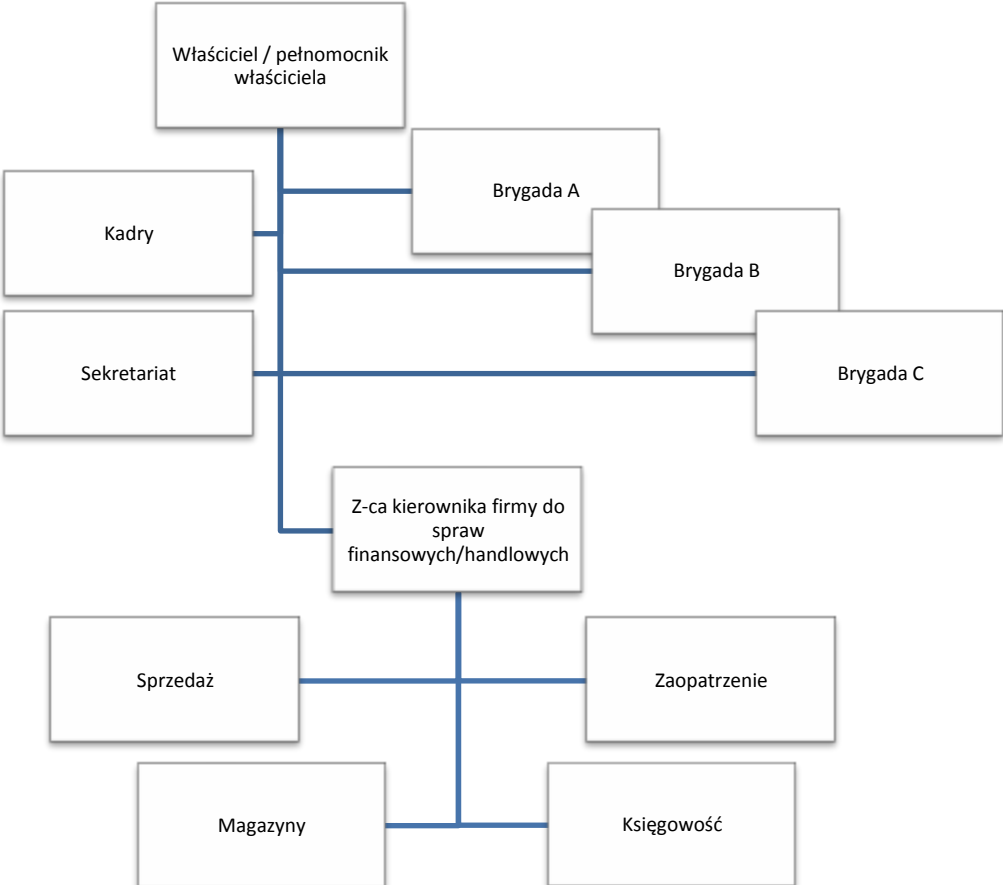 Właściciel / pełnomocnik
właściciela
Brygada A
Kadry
Brygada B
Sekretariat
Brygada C
Z-ca kierownika firmy do
spraw
finansowych/handlowych
Sprzedaż
Zaopatrzenie
Magazyny
Księgowość